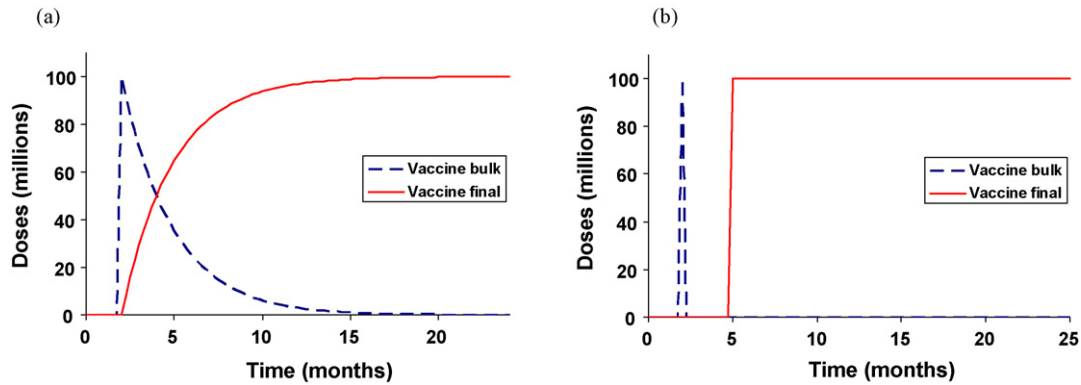 (a)
Doses (millions)
100
80
60
40
20
0
Vaccine bulk
Vaccine final
0 5 10 15 20
Time (months)
(b)
Doses (millions)
100
80
60
40
20
0
Vaccine bulk
Vaccine final
0 5 10 15 20 25
Time (months)